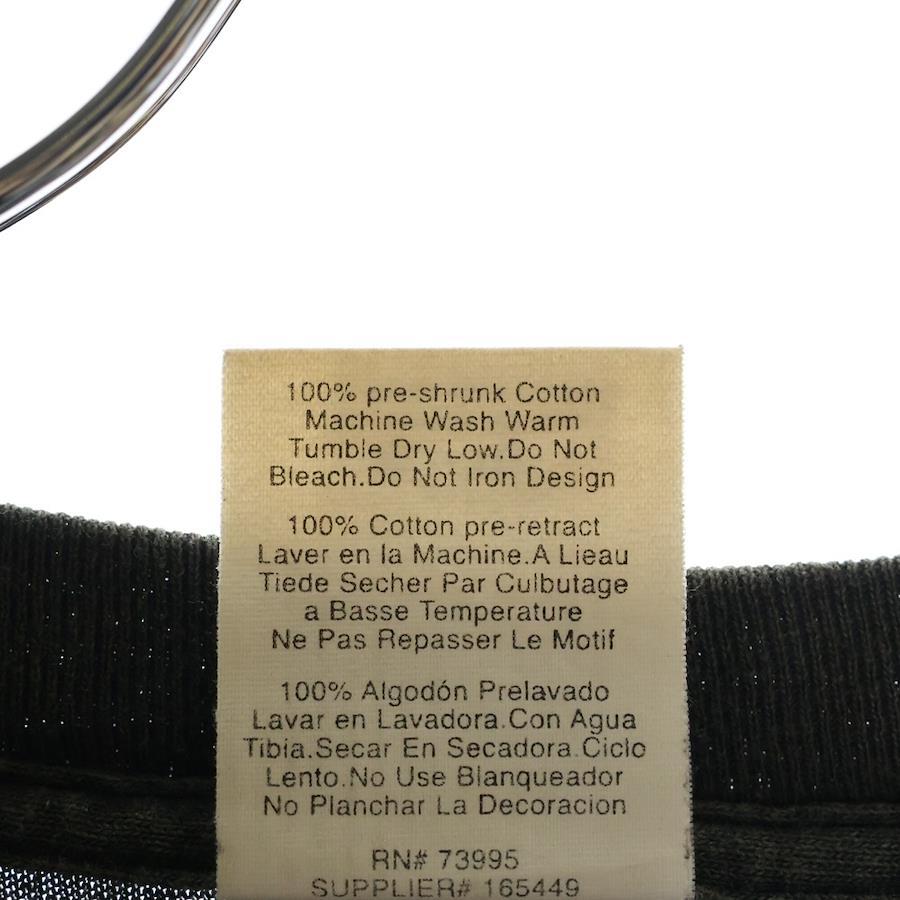 100% pre-shrunk Cotton
Machine Wash Warm
Tumble Dry Low.Do Not
Bleach.Do Not Iron Design
100% Cotton pre-retract
Laver en la Machine.A Lieau
Tiede Secher Par Culbutage
a Basse Temperature
Ne Pas Repasser Le Motif
100% Algodón Prelavado
Lavar en Lavadora.Con Agua
Tibia.Secar En Secadora.Ciclo
Lento.No Use Blanqueador
No Planchar La Decoracion
RN# 73995
SUPPLIER# 165449